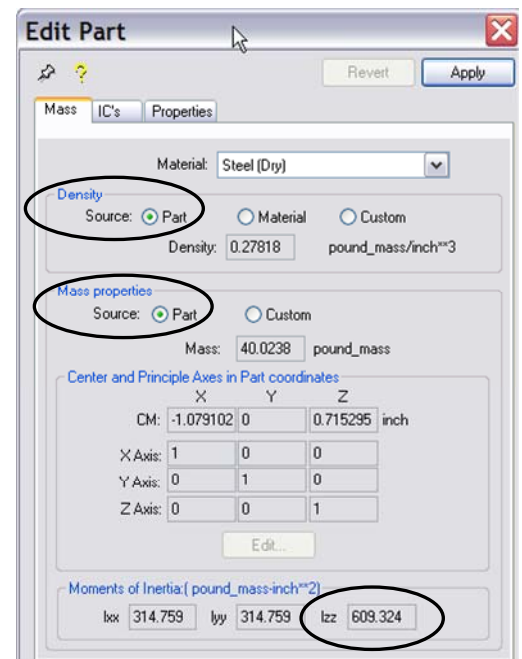 Edit Part
Revert Apply
Mass IC's Properties
Material: Steel (Dry)
Density
Source: Part Material Custom
Density: 0.27818 pound_mass/inch**3
Mass properties
Source: Part Custom
Mass: 40.0238 pound_mass
Center and Principle Axes in Part coordinates
X Y Z
CM: -1.079102 0 0.715295 inch
X Axis: 1 0 0
Y Axis: 0 1 0
Z Axis: 0 0 1
Edit...
Moments of Inertia:( pound_mass-inch**2)
Ixx 314.759 Iyy 314.759 Izz 609.324